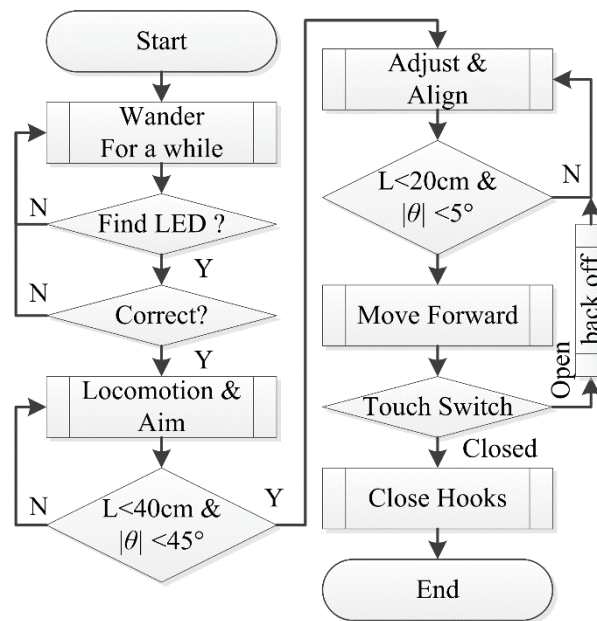 Start
Wander
For a while
N
Find LED ?
Y
N
Correct?
Y
Locomotion &
Aim
N
L<40cm &
|θ| <45°
Y
Adjust &
Align
L<20cm &
|θ| <5°
N
back off
Move Forward
Open
Touch Switch
Closed
Close Hooks
End